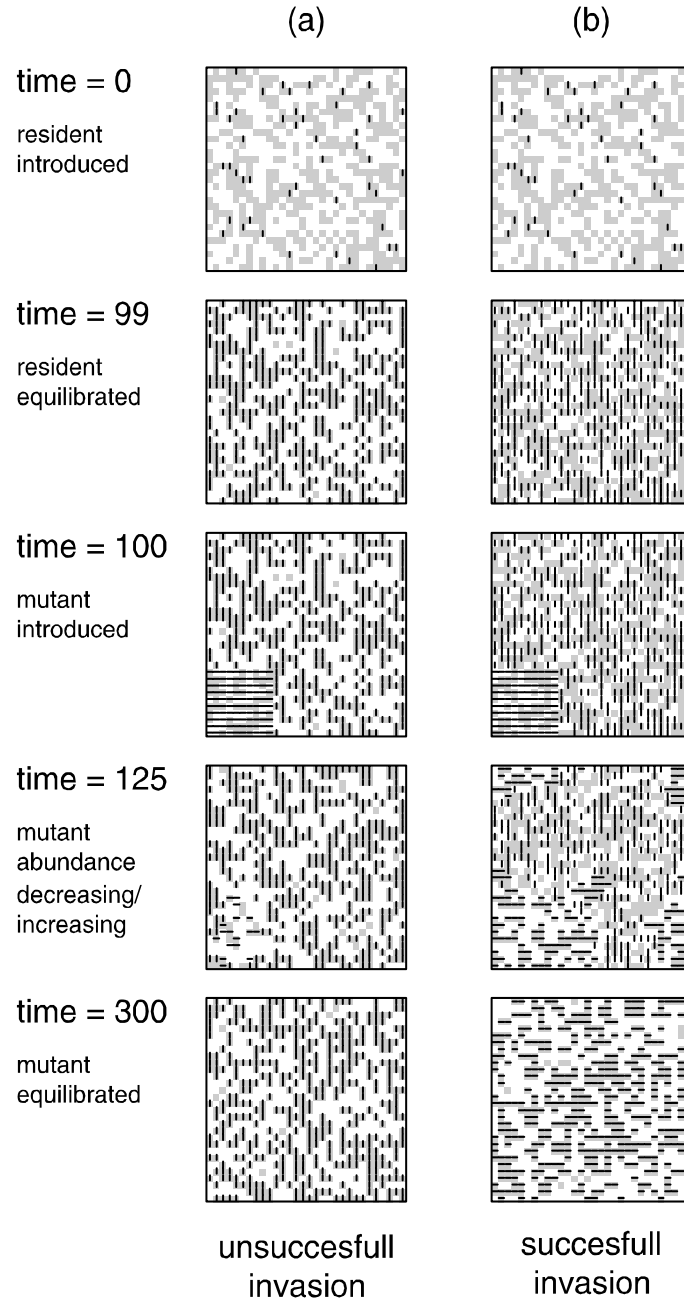 (a)
(b)
time = 0
resident
introduced
time = 99
resident
equilibrated
time = 100
mutant
introduced
time = 125
mutant
abundance
decreasing/
increasing
time = 300
mutant
equilibrated
unsuccesfull
invasion
succesfull
invasion